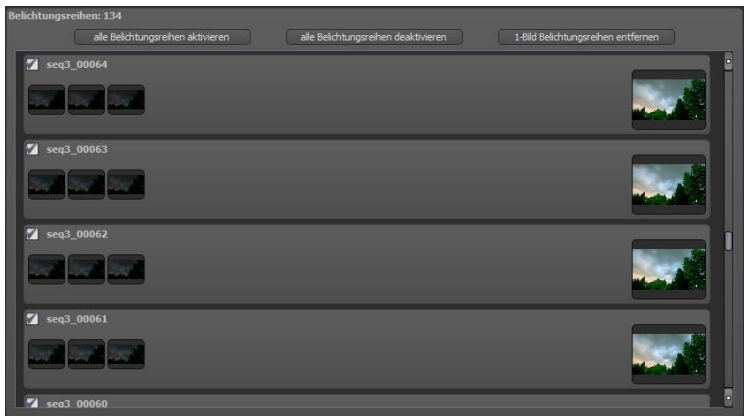 Belichtungsreihen: 134
alle Belichtungsreihen aktivieren alle Belichtungsreihen deaktivieren 1-Bild Belichtungsreihen entfernen
seq3_00064
seq3_00063
seq3_00062
seq3_00061
seq3_00060